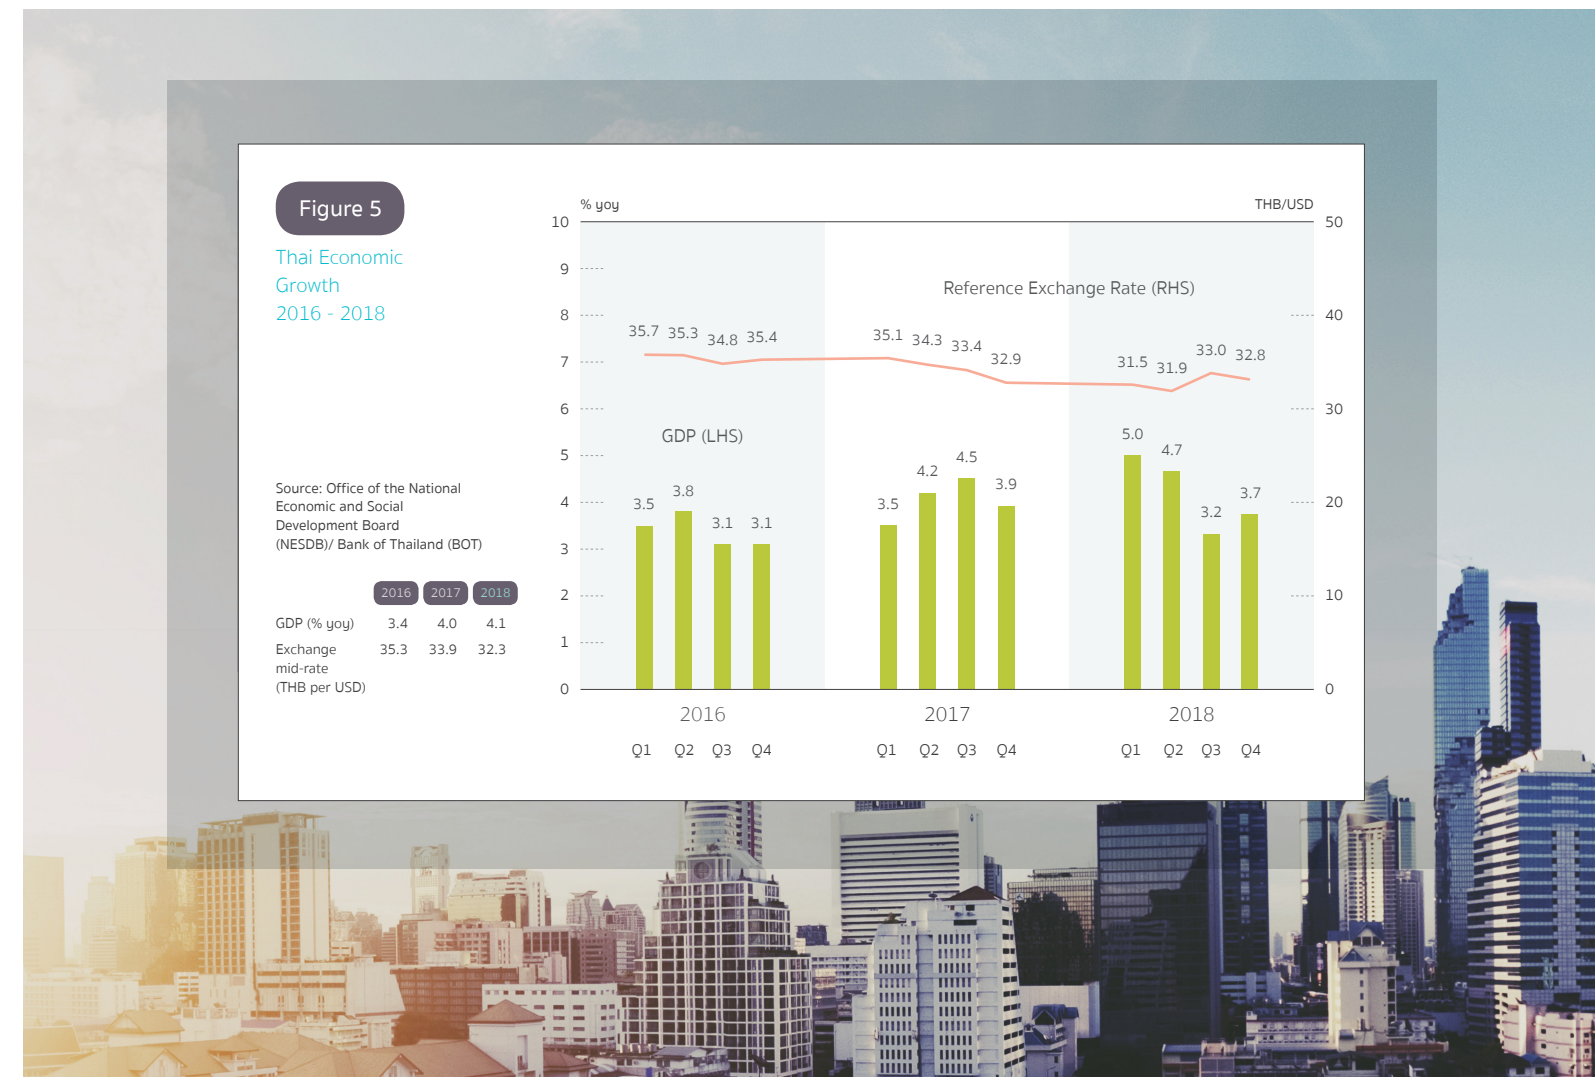 Figure 5
Thai Economic
Growth
2016 - 2018
Source: Office of the National
Economic and Social
Development Board
(NESDB)/ Bank of Thailand (BOT)
2016 2017 2018
GDP (% yoy) 3.4 4.0 4.1
Exchange 35.3 33.9 32.3
mid-rate
(THB per USD)
% yoy THB/USD
10 50
9
Reference Exchange Rate (RHS)
8 40
35.7 35.3 34.8 35.4 35.1 34.3 33.4 32.9 31.5 31.9 33.0 32.8
7
6 30
GDP (LHS)
5
3.5 3.8 3.1 3.1 3.5 4.2 4.5 3.9 5.0 4.7 3.2 3.7
4 20
3
2 10
1
0 0
2016 2017 2018
Q1 Q2 Q3 Q4 Q1 Q2 Q3 Q4 Q1 Q2 Q3 Q4